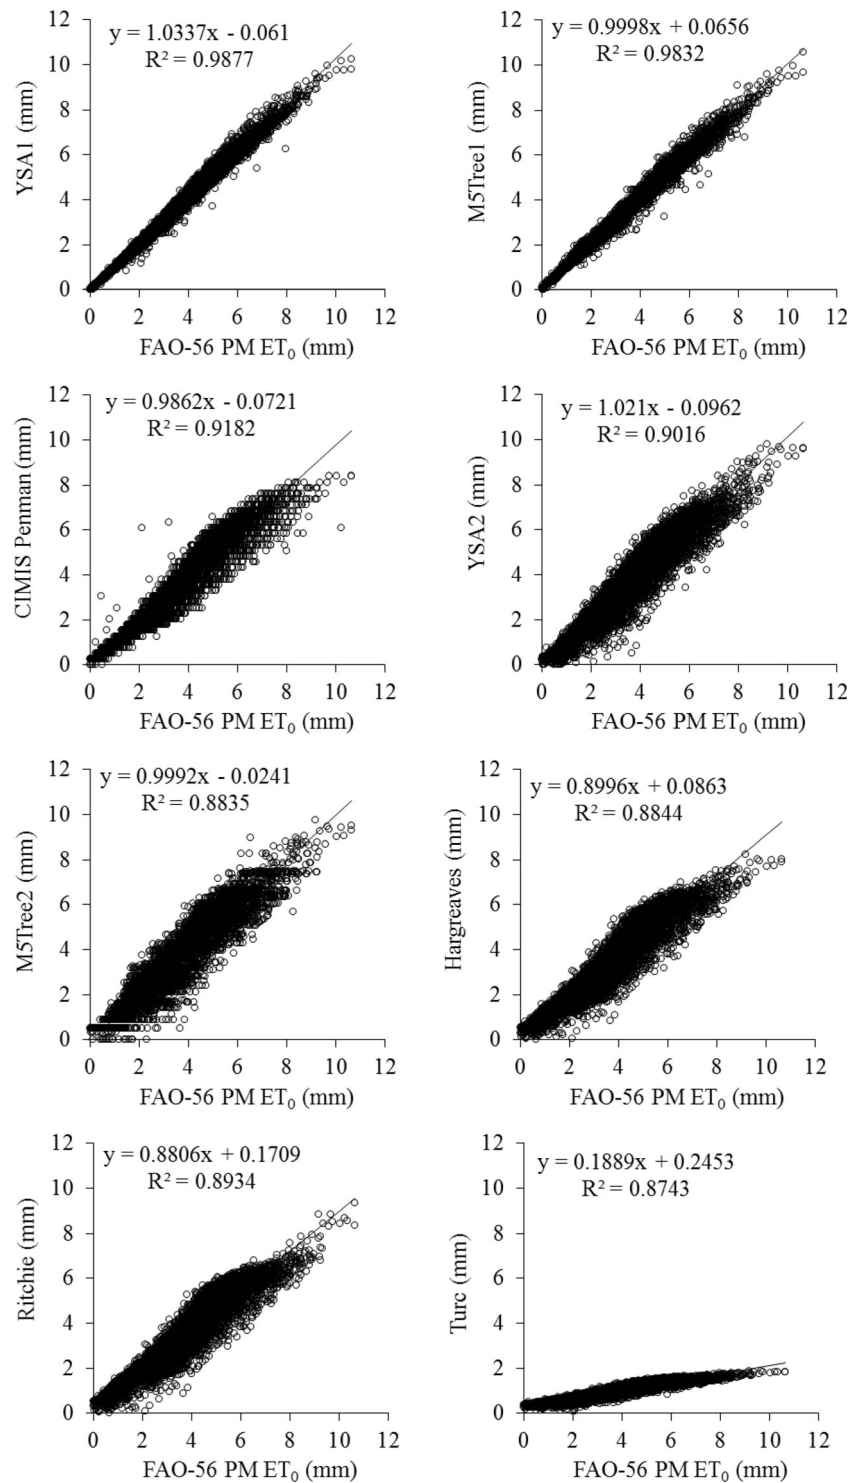 y = 1.0337x - 0.061
R² = 0.9877
12
10
8
6
4
2
0
YSA1 (mm)
0 2 4 6 8 10 12
FAO-56 PM ET₀ (mm)
y = 0.9998x + 0.0656
R² = 0.9832
12
10
8
6
4
2
0
M5Tree1 (mm)
0 2 4 6 8 10 12
FAO-56 PM ET₀ (mm)
y = 0.9862x - 0.0721
R² = 0.9182
12
10
8
6
4
2
0
CIMIS Penman (mm)
0 2 4 6 8 10 12
FAO-56 PM ET₀ (mm)
y = 1.021x - 0.0962
R² = 0.9016
12
10
8
6
4
2
0
YSA2 (mm)
0 2 4 6 8 10 12
FAO-56 PM ET₀ (mm)
y = 0.9992x - 0.0241
R² = 0.8835
12
10
8
6
4
2
0
M5Tree2 (mm)
0 2 4 6 8 10 12
FAO-56 PM ET₀ (mm)
y = 0.8996x + 0.0863
R² = 0.8844
12
10
8
6
4
2
0
Hargreaves (mm)
0 2 4 6 8 10 12
FAO-56 PM ET₀ (mm)
y = 0.8806x + 0.1709
R² = 0.8934
12
10
8
6
4
2
0
Ritchie (mm)
0 2 4 6 8 10 12
FAO-56 PM ET₀ (mm)
y = 0.1889x + 0.2453
R² = 0.8743
12
10
8
6
4
2
0
Turc (mm)
0 2 4 6 8 10 12
FAO-56 PM ET₀ (mm)